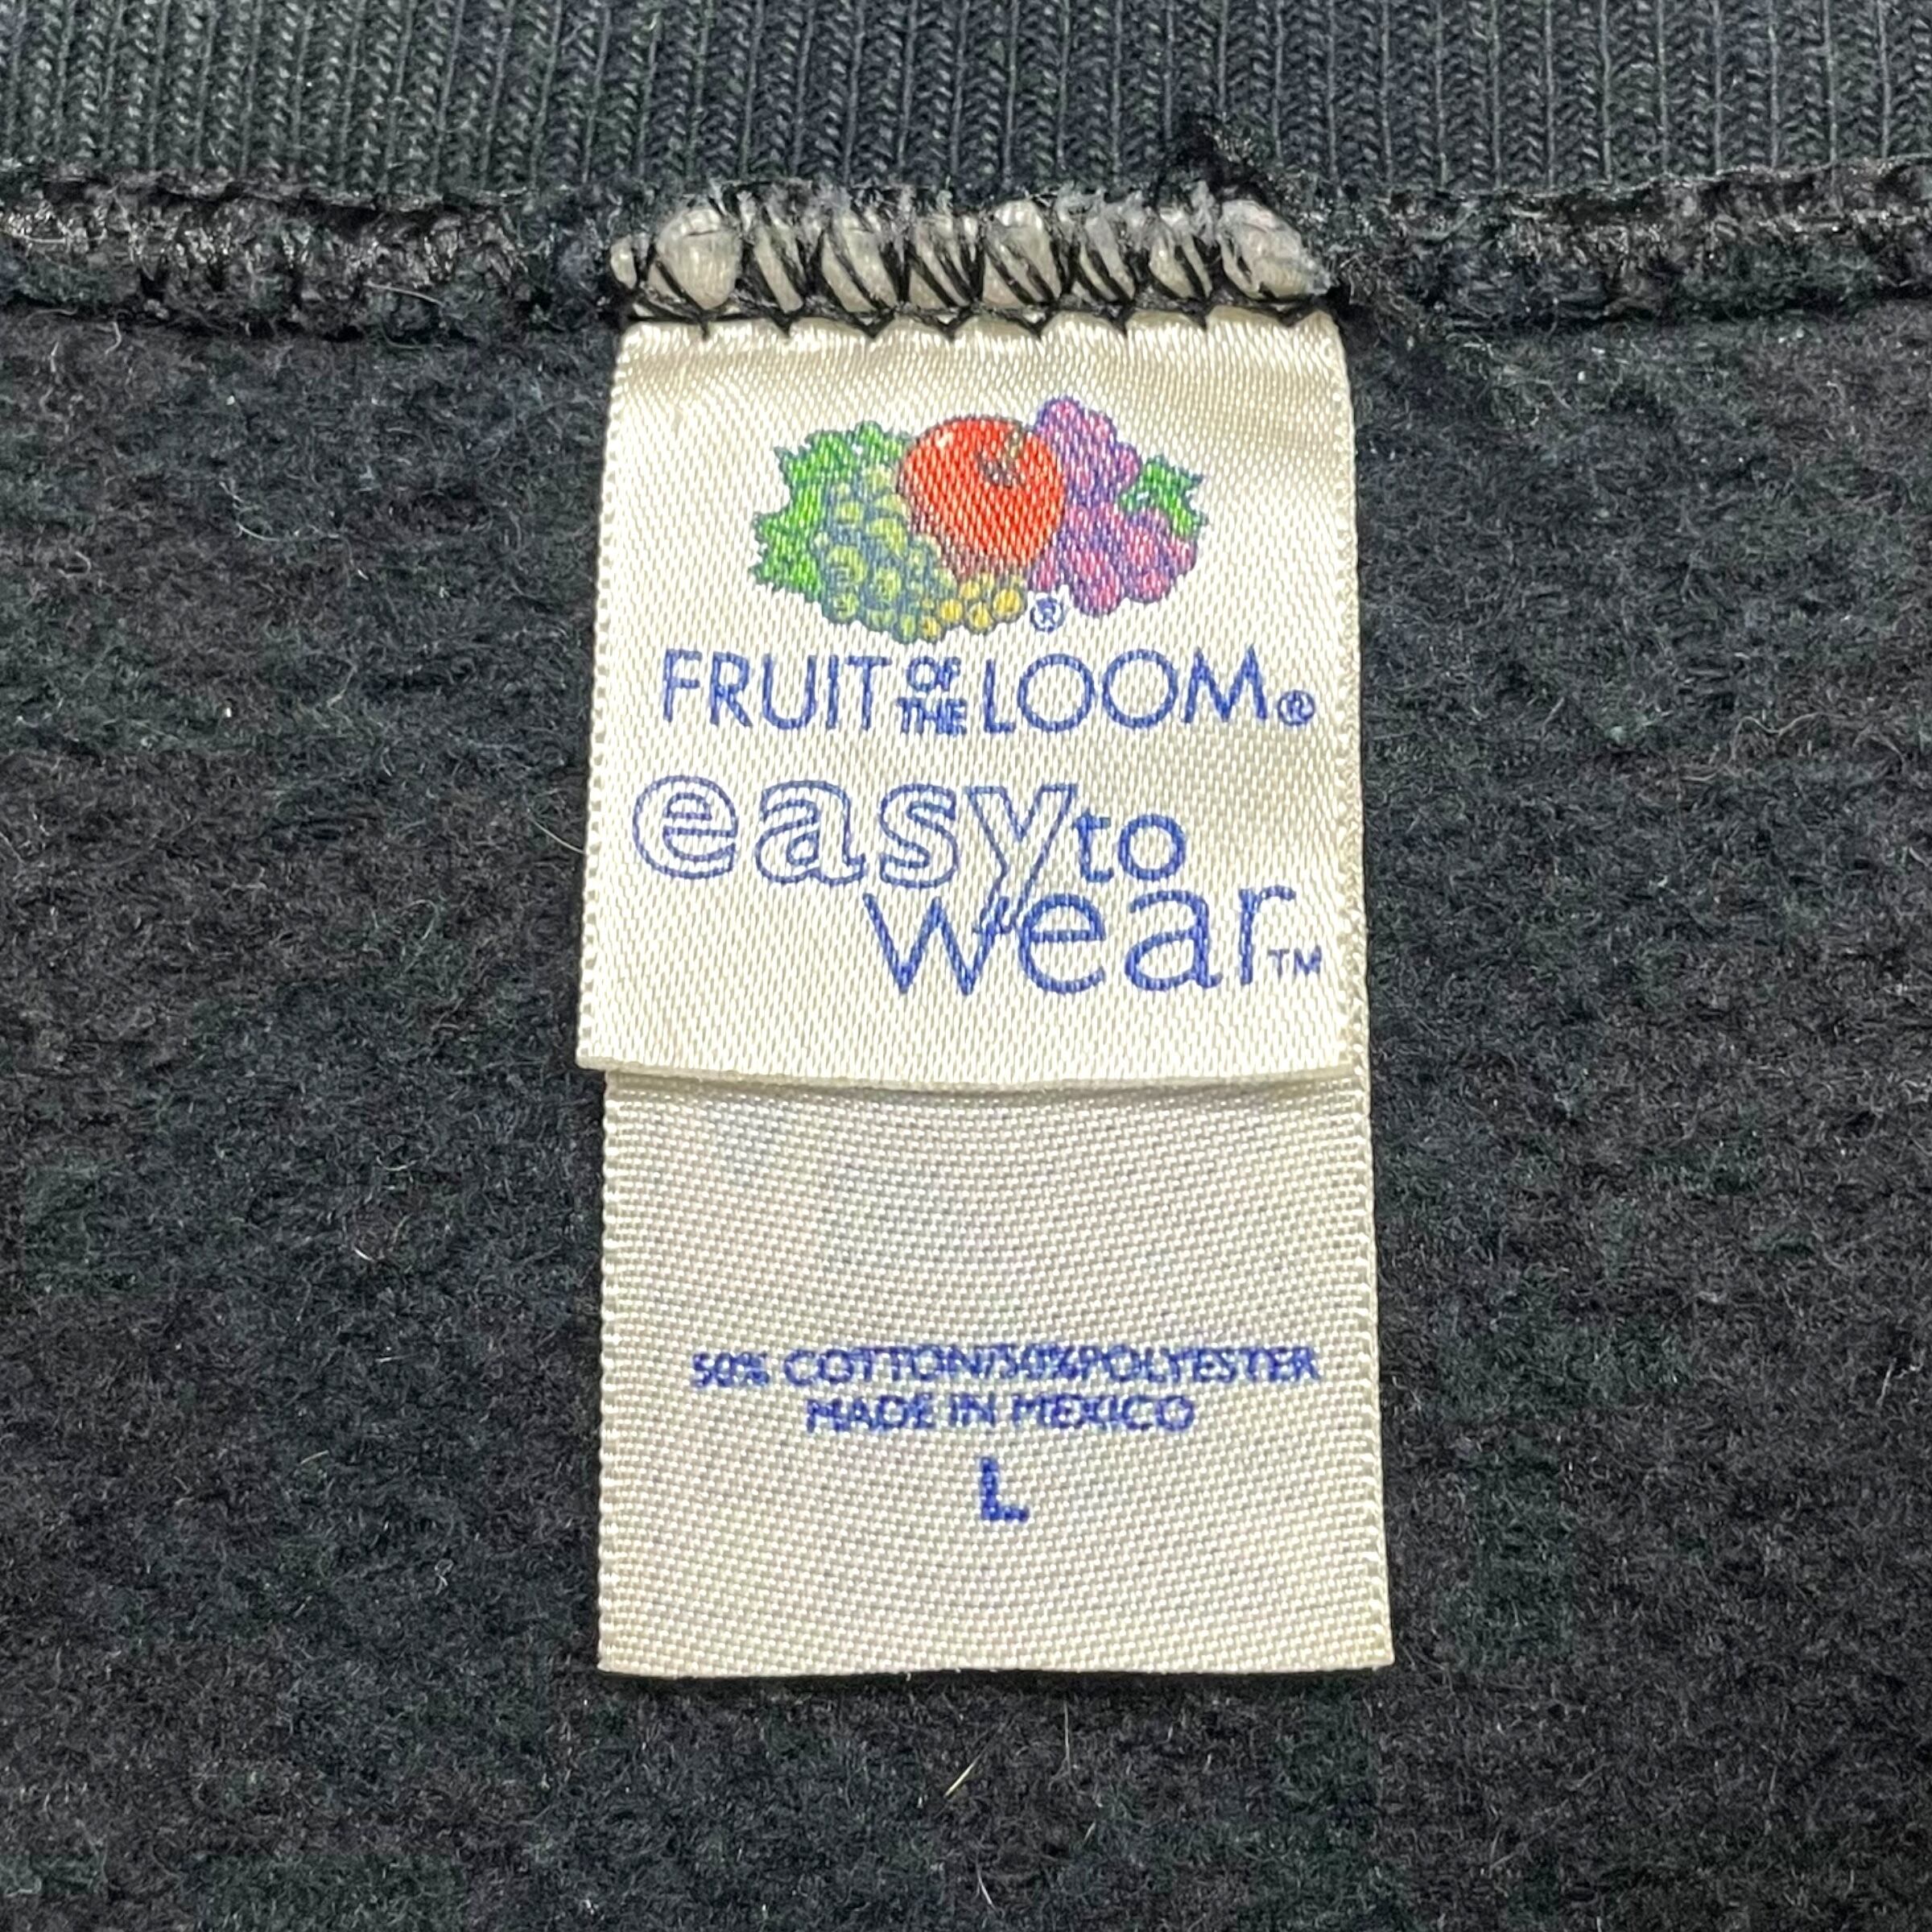 ®
FRUIT OF THE LOOM®
easy to
wear™
50% COTTON/50%POLYESTER
MADE IN MEXICO
L